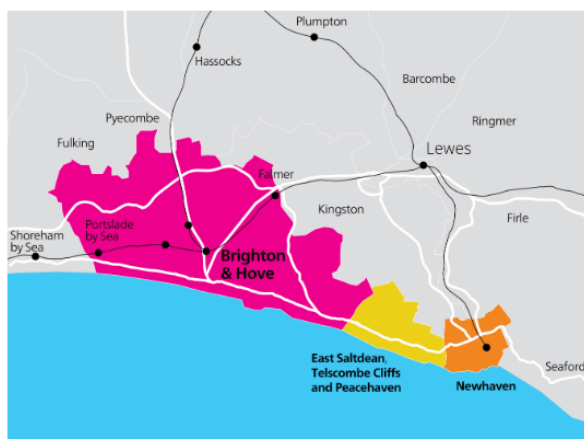 Plumpton
Hassocks
Barcombe
Pyecombe
Ringmer
Fulking
Lewes
Falmer
Kingston
Portslade
by Sea
Firle
Shoreham
by Sea
Brighton
& Hove
East Saltdean,
Telscombe Cliffs
and Peacehaven
Seaford
Newhaven